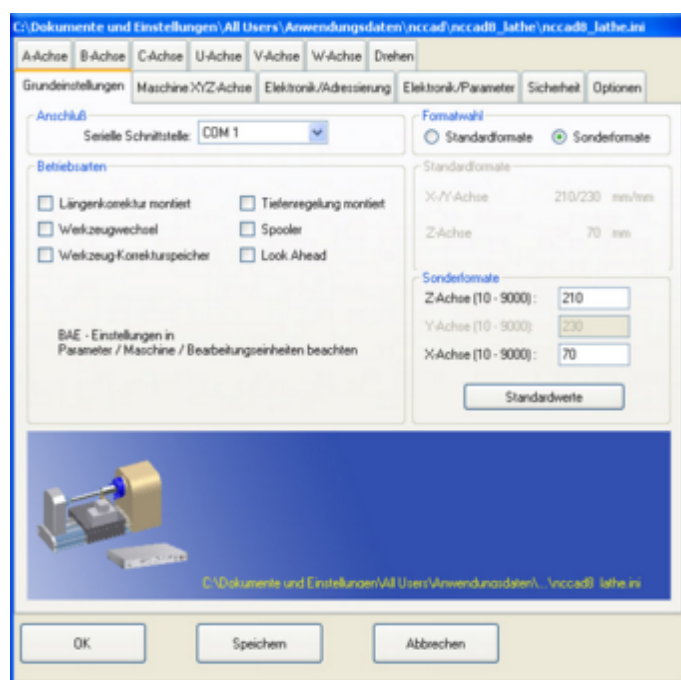 C:\Dokumente und Einstellungen\All Users\Anwendungsdaten\nccad\nccad8_lathe\nccad8_lathe.ini
A-Achse B-Achse C-Achse U-Achse V-Achse W-Achse Drehen
Grundeinstellungen Maschine XYZ-Achse Elektronik/Adressierung Elektronik/Parameter Sicherheit Optionen
Anschluß
Serielle Schnittstelle: COM 1
Formatwahl
Standardformate Sonderformate
Betriebsarten
Längenkorrektur montiert Tiefenregelung montiert
Werkzeugwechsel Spooler
Werkzeug-Korrekturspeicher Look Ahead
BAE - Einstellungen in
Parameter / Maschine / Bearbeitungseinheiten beachten
Standardformate
X-/Y-Achse 210/230 mm/mm
Z-Achse 70 mm
Sonderformate
Z-Achse (10 - 9000) : 210
Y-Achse (10 - 9000): 230
X-Achse (10 - 9000) : 70
Standardwerte
C:\Dokumente und Einstellungen\All Users\Anwendungsdaten\...\nccad8_lathe.ini
OK Speichern Abbrechen